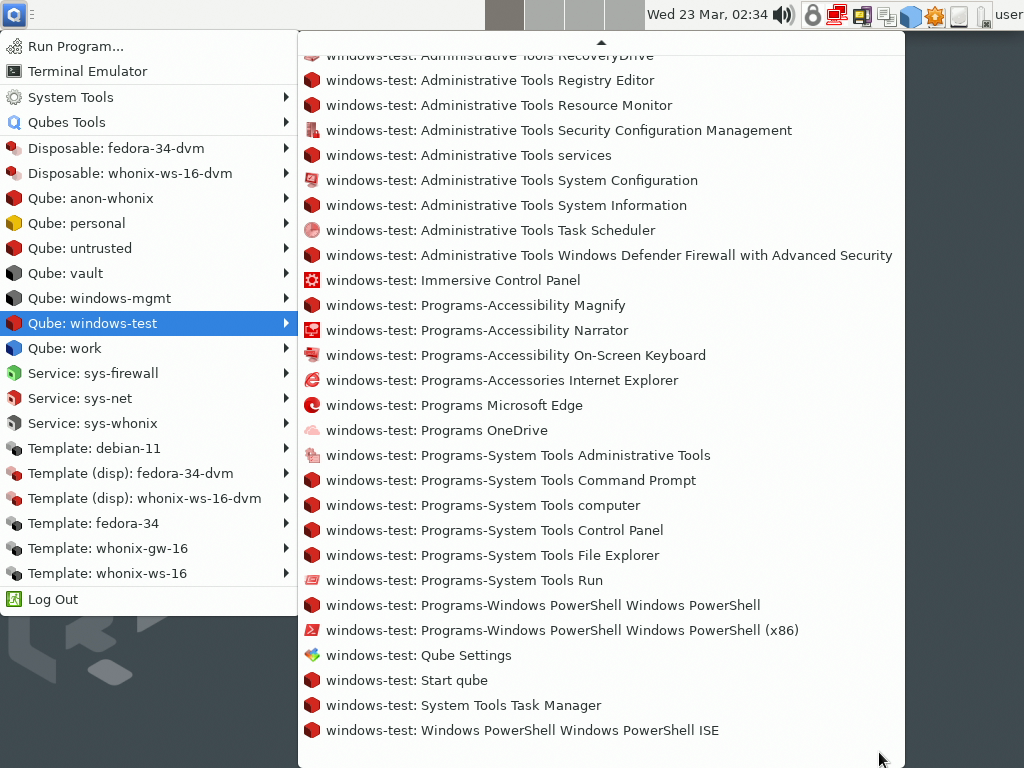 Wed 23 Mar, 02:34
user
Run Program...
Terminal Emulator
System Tools
Qubes Tools
Disposable: fedora-34-dvm
Disposable: whonix-ws-16-dvm
Qube: anon-whonix
Qube: personal
Qube: untrusted
Qube: vault
Qube: windows-mgmt
Qube: windows-test
Qube: work
Service: sys-firewall
Service: sys-net
Service: sys-whonix
Template: debian-11
Template (disp): fedora-34-dvm
Template (disp): whonix-ws-16-dvm
Template: fedora-34
Template: whonix-gw-16
Template: whonix-ws-16
Log Out
windows-test: Administrative Tools RecoveryDrive
windows-test: Administrative Tools Registry Editor
windows-test: Administrative Tools Resource Monitor
windows-test: Administrative Tools Security Configuration Management
windows-test: Administrative Tools services
windows-test: Administrative Tools System Configuration
windows-test: Administrative Tools System Information
windows-test: Administrative Tools Task Scheduler
windows-test: Administrative Tools Windows Defender Firewall with Advanced Security
windows-test: Immersive Control Panel
windows-test: Programs-Accessibility Magnify
windows-test: Programs-Accessibility Narrator
windows-test: Programs-Accessibility On-Screen Keyboard
windows-test: Programs-Accessories Internet Explorer
windows-test: Programs Microsoft Edge
windows-test: Programs OneDrive
windows-test: Programs-System Tools Administrative Tools
windows-test: Programs-System Tools Command Prompt
windows-test: Programs-System Tools computer
windows-test: Programs-System Tools Control Panel
windows-test: Programs-System Tools File Explorer
windows-test: Programs-System Tools Run
windows-test: Programs-Windows PowerShell Windows PowerShell
windows-test: Programs-Windows PowerShell Windows PowerShell (x86)
windows-test: Qube Settings
windows-test: Start qube
windows-test: System Tools Task Manager
windows-test: Windows PowerShell Windows PowerShell ISE